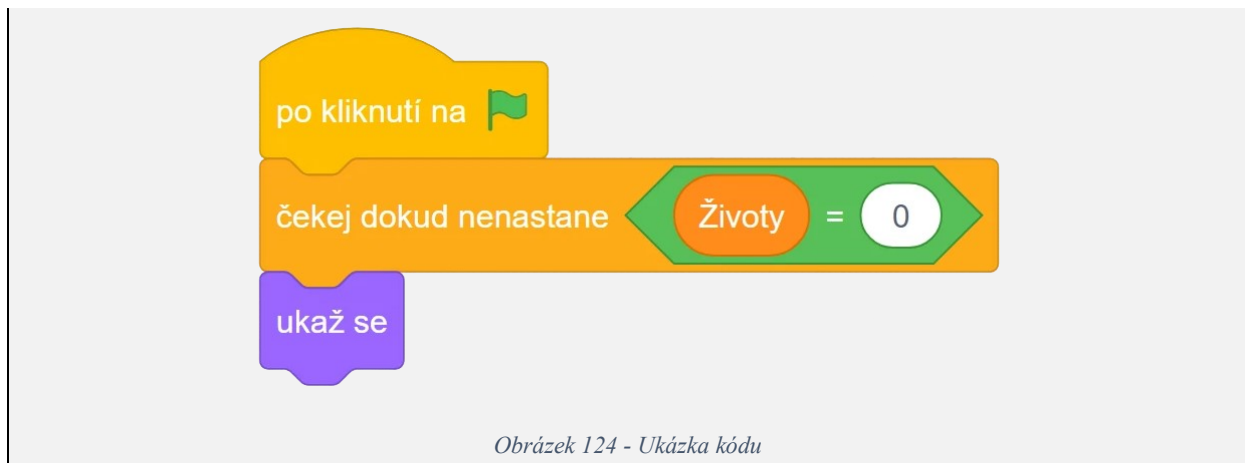 po kliknutí na
čekej dokud nenastane Životy = 0
ukaž se
Obrázek 124 - Ukázka kódu